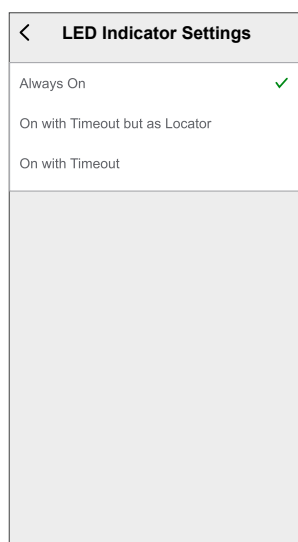 LED Indicator Settings
Always On
On with Timeout but as Locator
On with Timeout